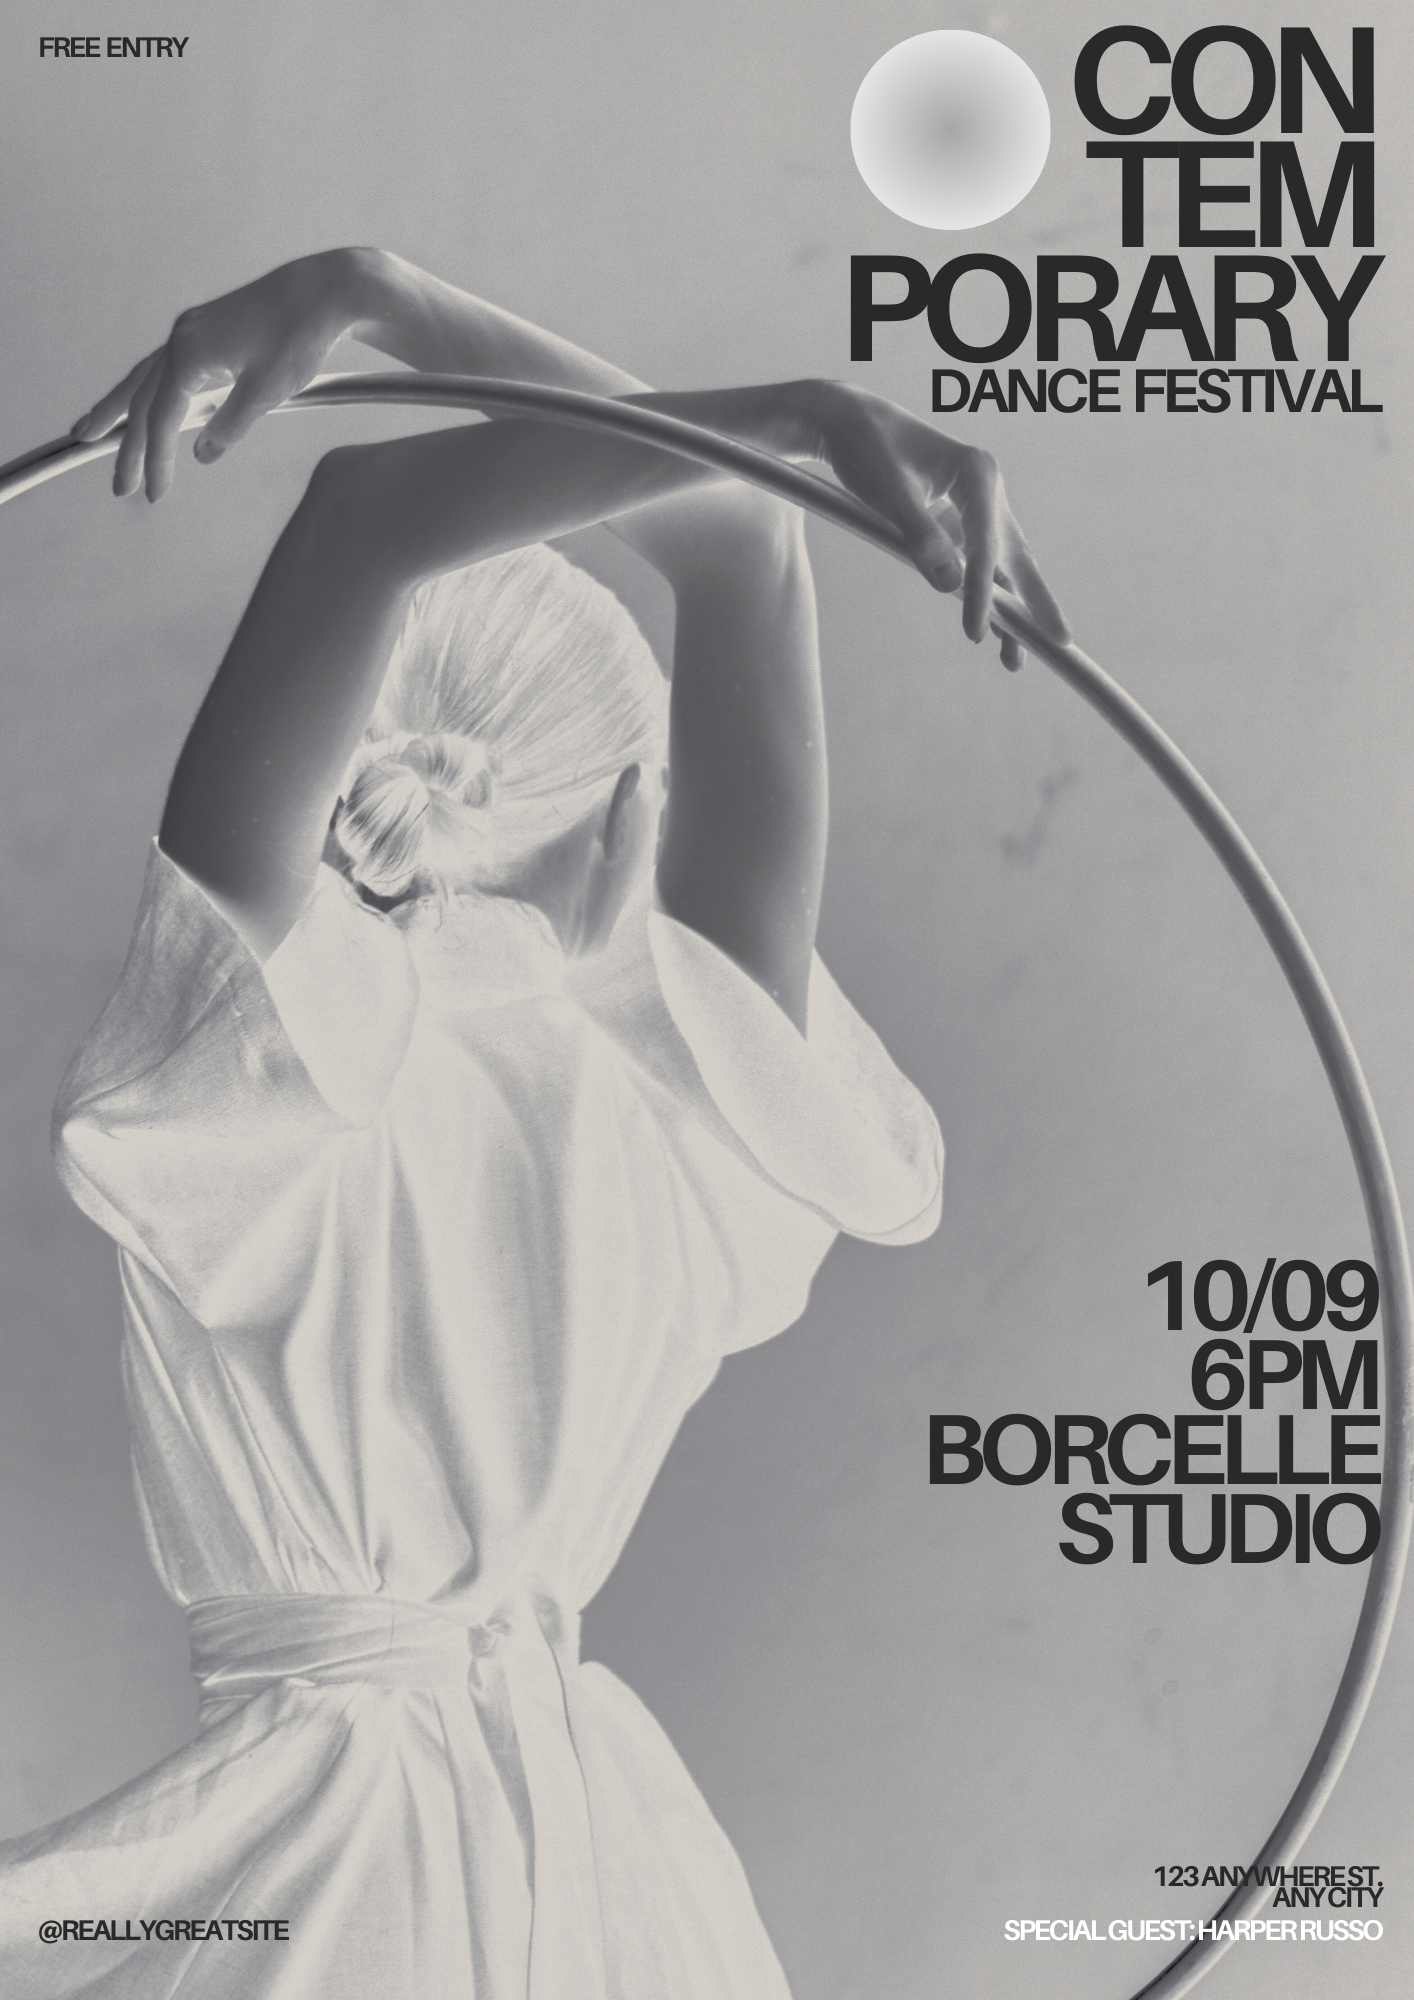 FREE ENTRY
CON
TEM
PORARY
DANCE FESTIVAL
10/09
6PM
BORCELLE
STUDIO
123 ANYWHERE ST.
ANY CITY
SPECIAL GUEST: HARPER RUSSO
@REALLYGREATSITE